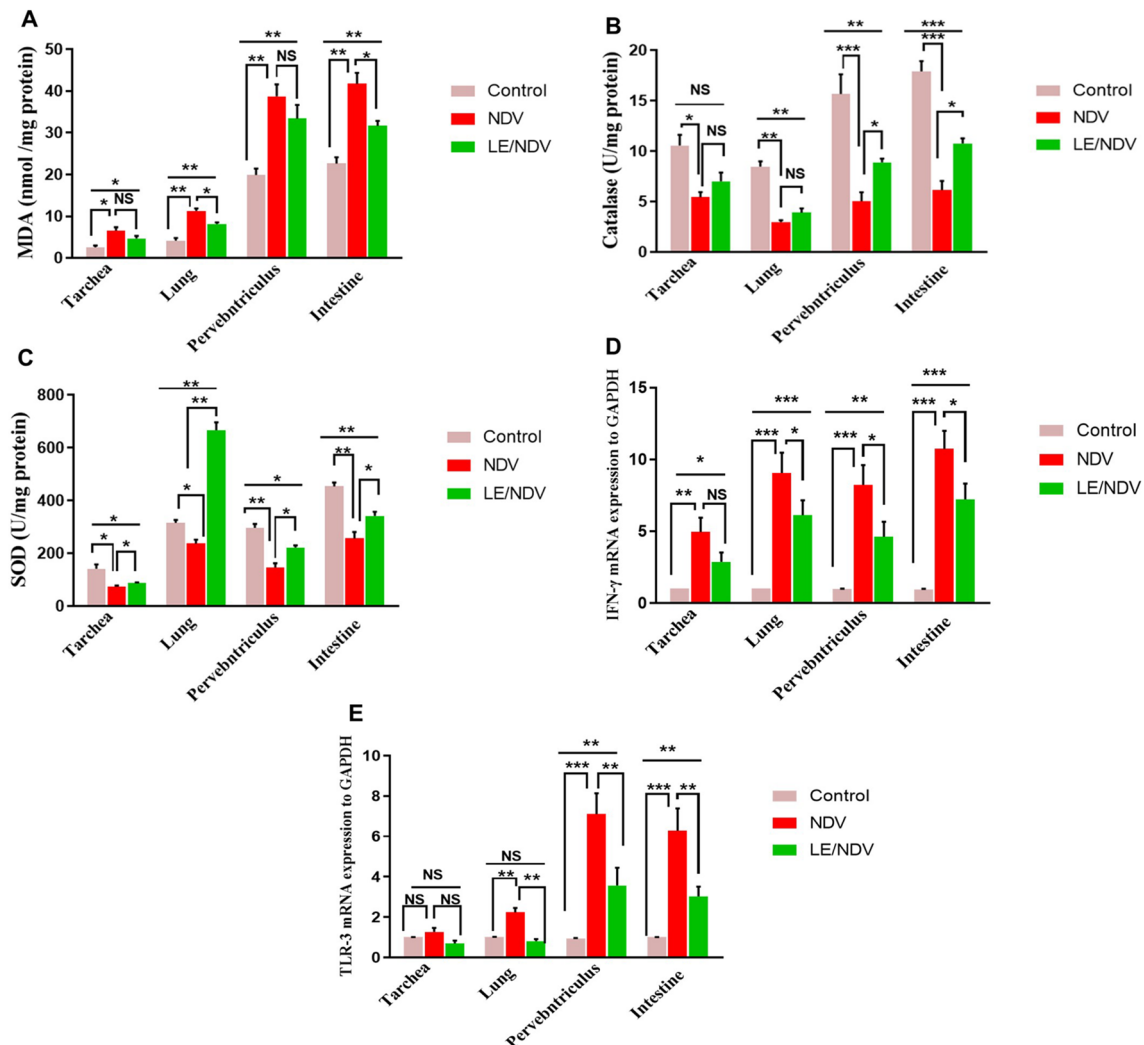 A
MDA (nmol /mg protein)
50
40
30
20
10
0
* * NS
** ** *
** ** NS
** ** *
Tarchea
Lung
Pervebntriculus
Intestine
Control
NDV
LE/NDV
B
Catalase (U/mg protein)
20
15
10
5
0
NS * NS
** ** NS
** *** *
*** *** *
Tarchea
Lung
Pervebntriculus
Intestine
Control
NDV
LE/NDV
C
SOD (U/mg protein)
800
600
400
200
0
* * *
** * **
* ** *
** ** *
Tarchea
Lung
Pervebntriculus
Intestine
Control
NDV
LE/NDV
D
IFN-γ mRNA expression to GAPDH
15
10
5
0
* ** NS
*** *** *
** *** *
*** *** *
Tarchea
Lung
Pervebntriculus
Intestine
Control
NDV
LE/NDV
E
TLR-3 mRNA expression to GAPDH
10
8
6
4
2
0
NS NS NS
NS ** **
** *** **
** *** **
Tarchea
Lung
Pervebntriculus
Intestine
Control
NDV
LE/NDV